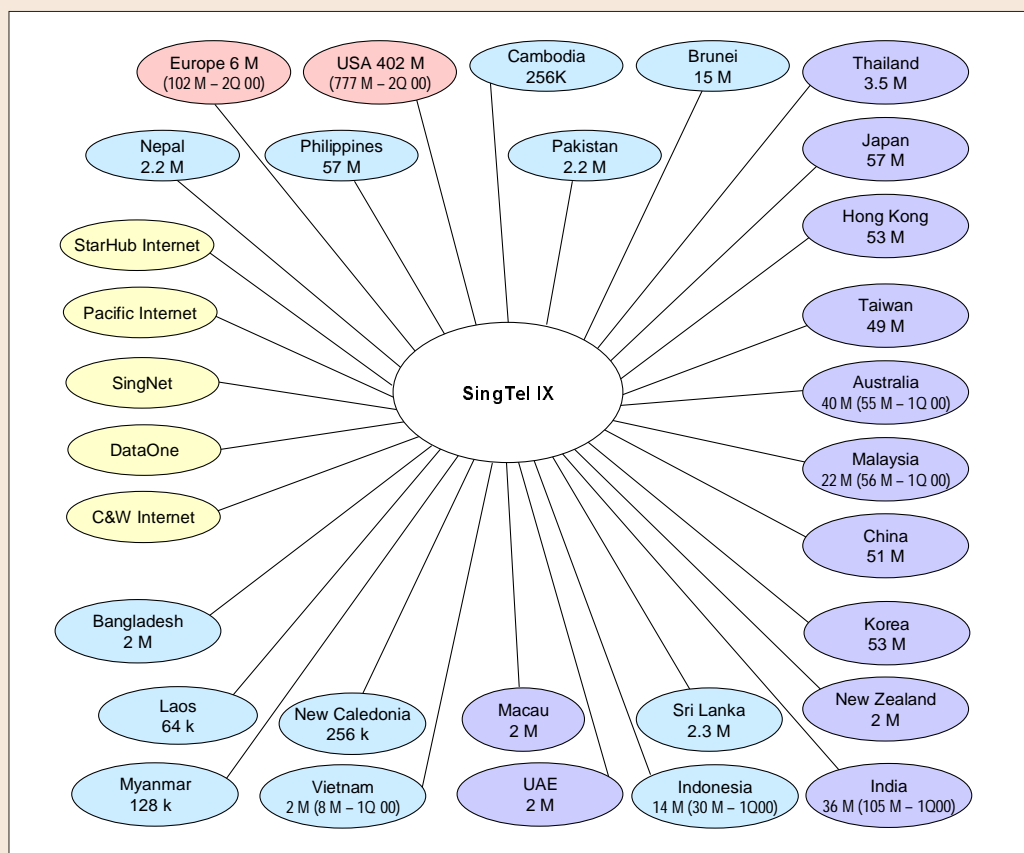 Europe 6 M
(102 M – 2Q 00)
USA 402 M
(777 M – 2Q 00)
Cambodia
256K
Brunei
15 M
Thailand
3.5 M
Nepal
2.2 M
Philippines
57 M
Pakistan
2.2 M
Japan
57 M
StarHub Internet
Hong Kong
53 M
Pacific Internet
Taiwan
49 M
SingNet
SingTel IX
Australia
40 M (55 M – 1Q 00)
DataOne
Malaysia
22 M (56 M – 1Q 00)
C&W Internet
China
51 M
Bangladesh
2 M
Korea
53 M
Laos
64 k
New Caledonia
256 k
Macau
2 M
Sri Lanka
2.3 M
New Zealand
2 M
Myanmar
128 k
Vietnam
2 M (8 M – 1Q 00)
UAE
2 M
Indonesia
14 M (30 M – 1Q00)
India
36 M (105 M – 1Q00)